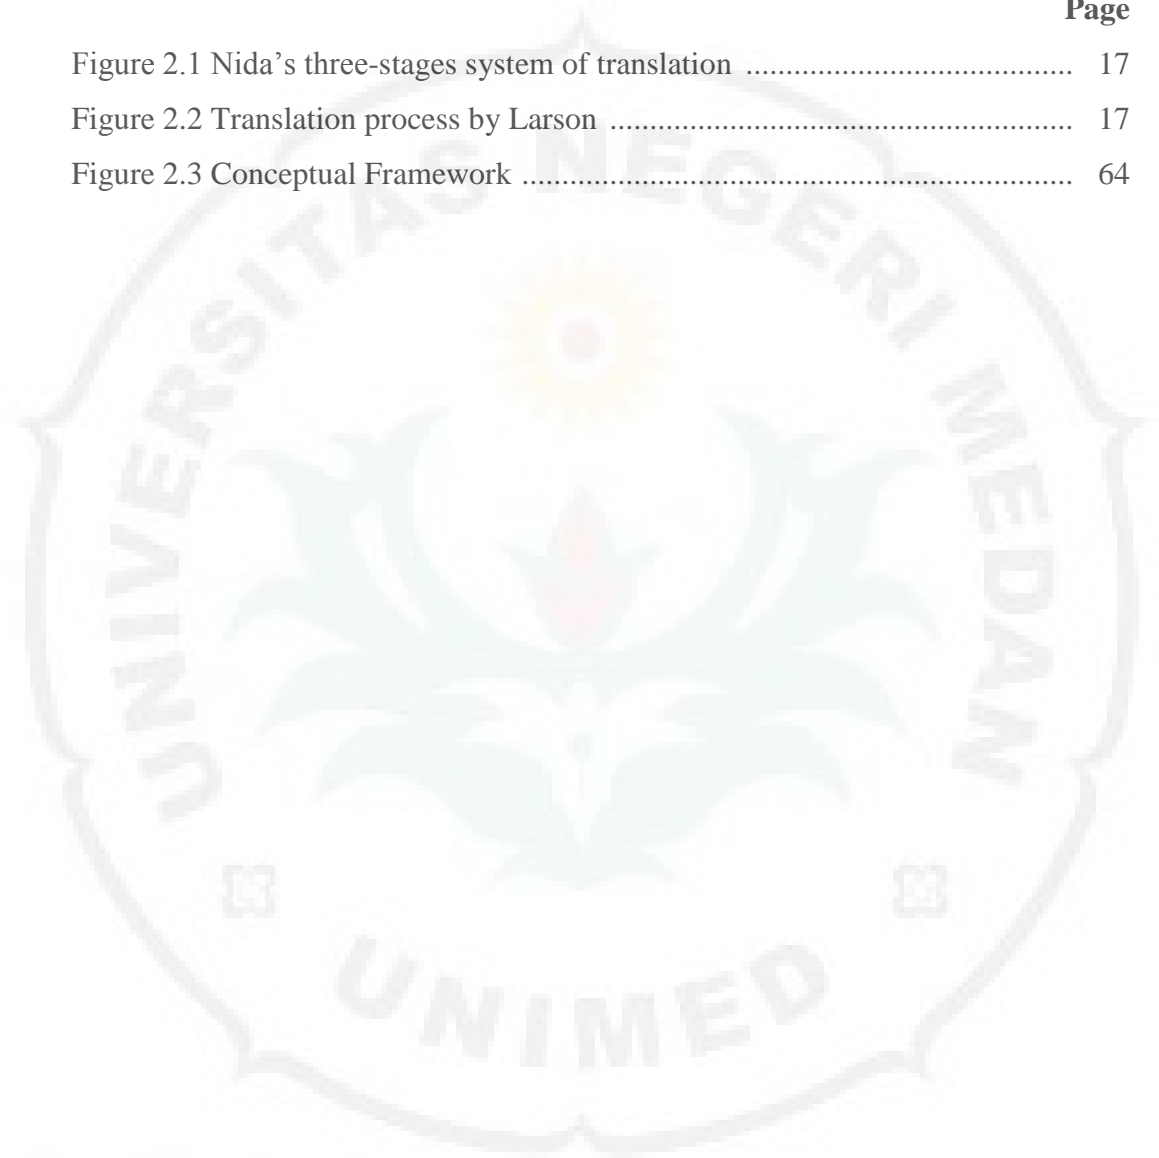 Page
Figure 2.1 Nida’s three-stages system of translation ........................................ 17
Figure 2.2 Translation process by Larson ......................................................... 17
Figure 2.3 Conceptual Framework .................................................................... 64
UNIVERSITAS NEGERI MEDAN
UNIMED